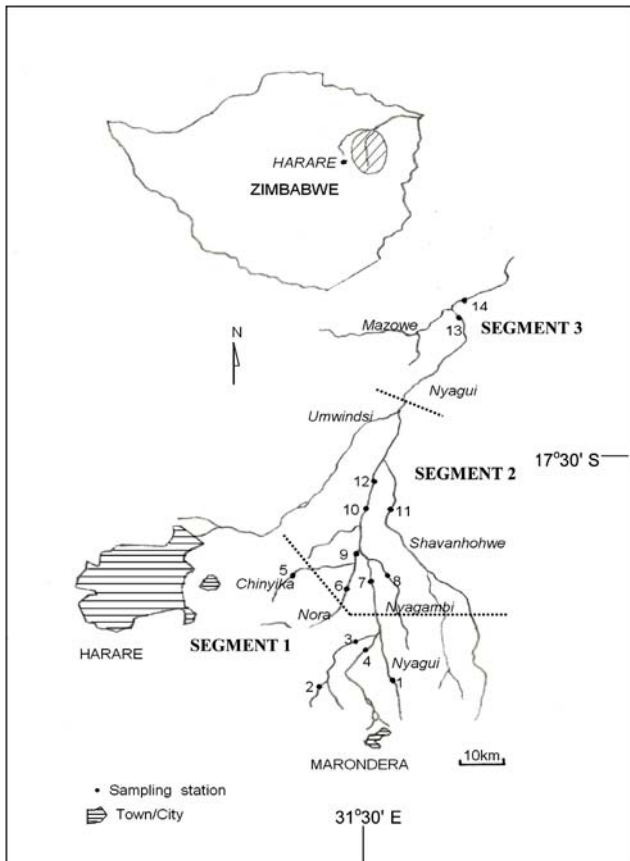 HARARE
ZIMBABWE
N
14
Mazowe
13
SEGMENT 3
Nyagui
Umwindsi
17°30' S
SEGMENT 2
12
10
11
Shavanhohwe
9
5
7
8
Chinyika
6
Nyagambi
Nora
SEGMENT 1
3
HARARE
4
Nyagui
2
1
MARONDERA
10km
Sampling station
Town/City
31°30' E